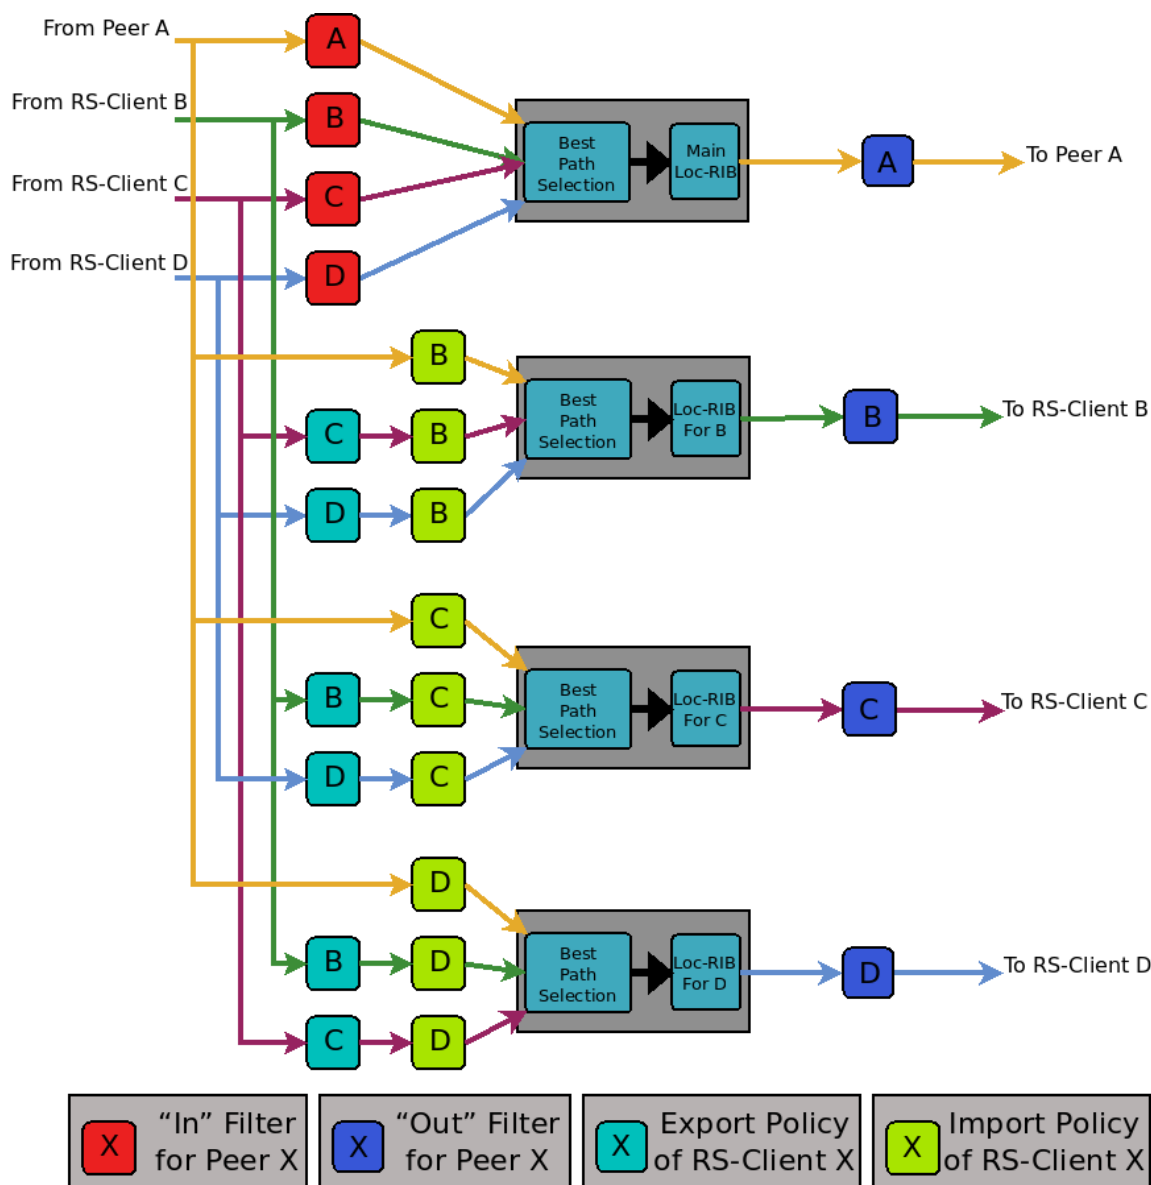 From Peer A
A
From RS-Client B
B
From RS-Client C
C
From RS-Client D
D
Best
Path
Selection
Main
Loc-RIB
A
To Peer A
B
C
B
D
B
Best
Path
Selection
Loc-RIB
For B
B
To RS-Client B
C
B
C
D
C
Best
Path
Selection
Loc-RIB
For C
C
To RS-Client C
D
B
D
C
D
Best
Path
Selection
Loc-RIB
For D
D
To RS-Client D
X
“In” Filter
for Peer X
X
“Out” Filter
for Peer X
X
Export Policy
of RS-Client X
X
Import Policy
of RS-Client X